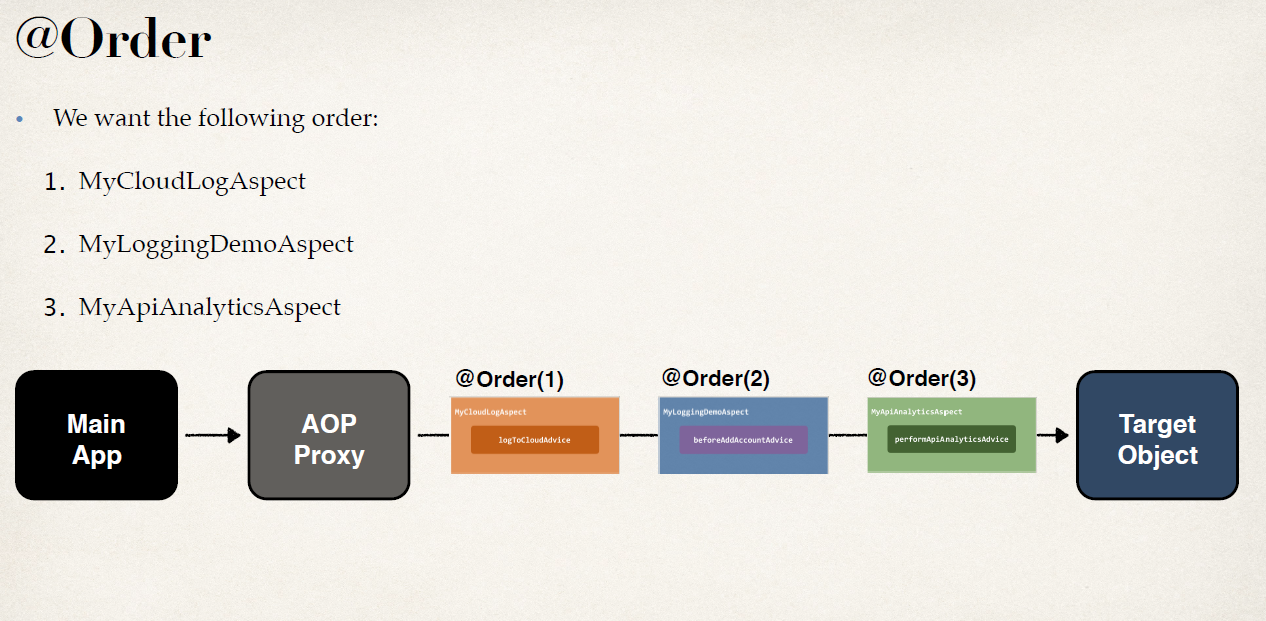 @Order
• We want the following order:
1. MyCloudLogAspect
2. MyLoggingDemoAspect
3. MyApiAnalyticsAspect
@Order(1)
@Order(2)
@Order(3)
Main
App
AOP
Proxy
MyCloudLogAspect
logToCloudAdvice
MyLoggingDemoAspect
beforeAddAccountAdvice
MyApiAnalyticsAspect
performApiAnalyticsAdvice
Target
Object